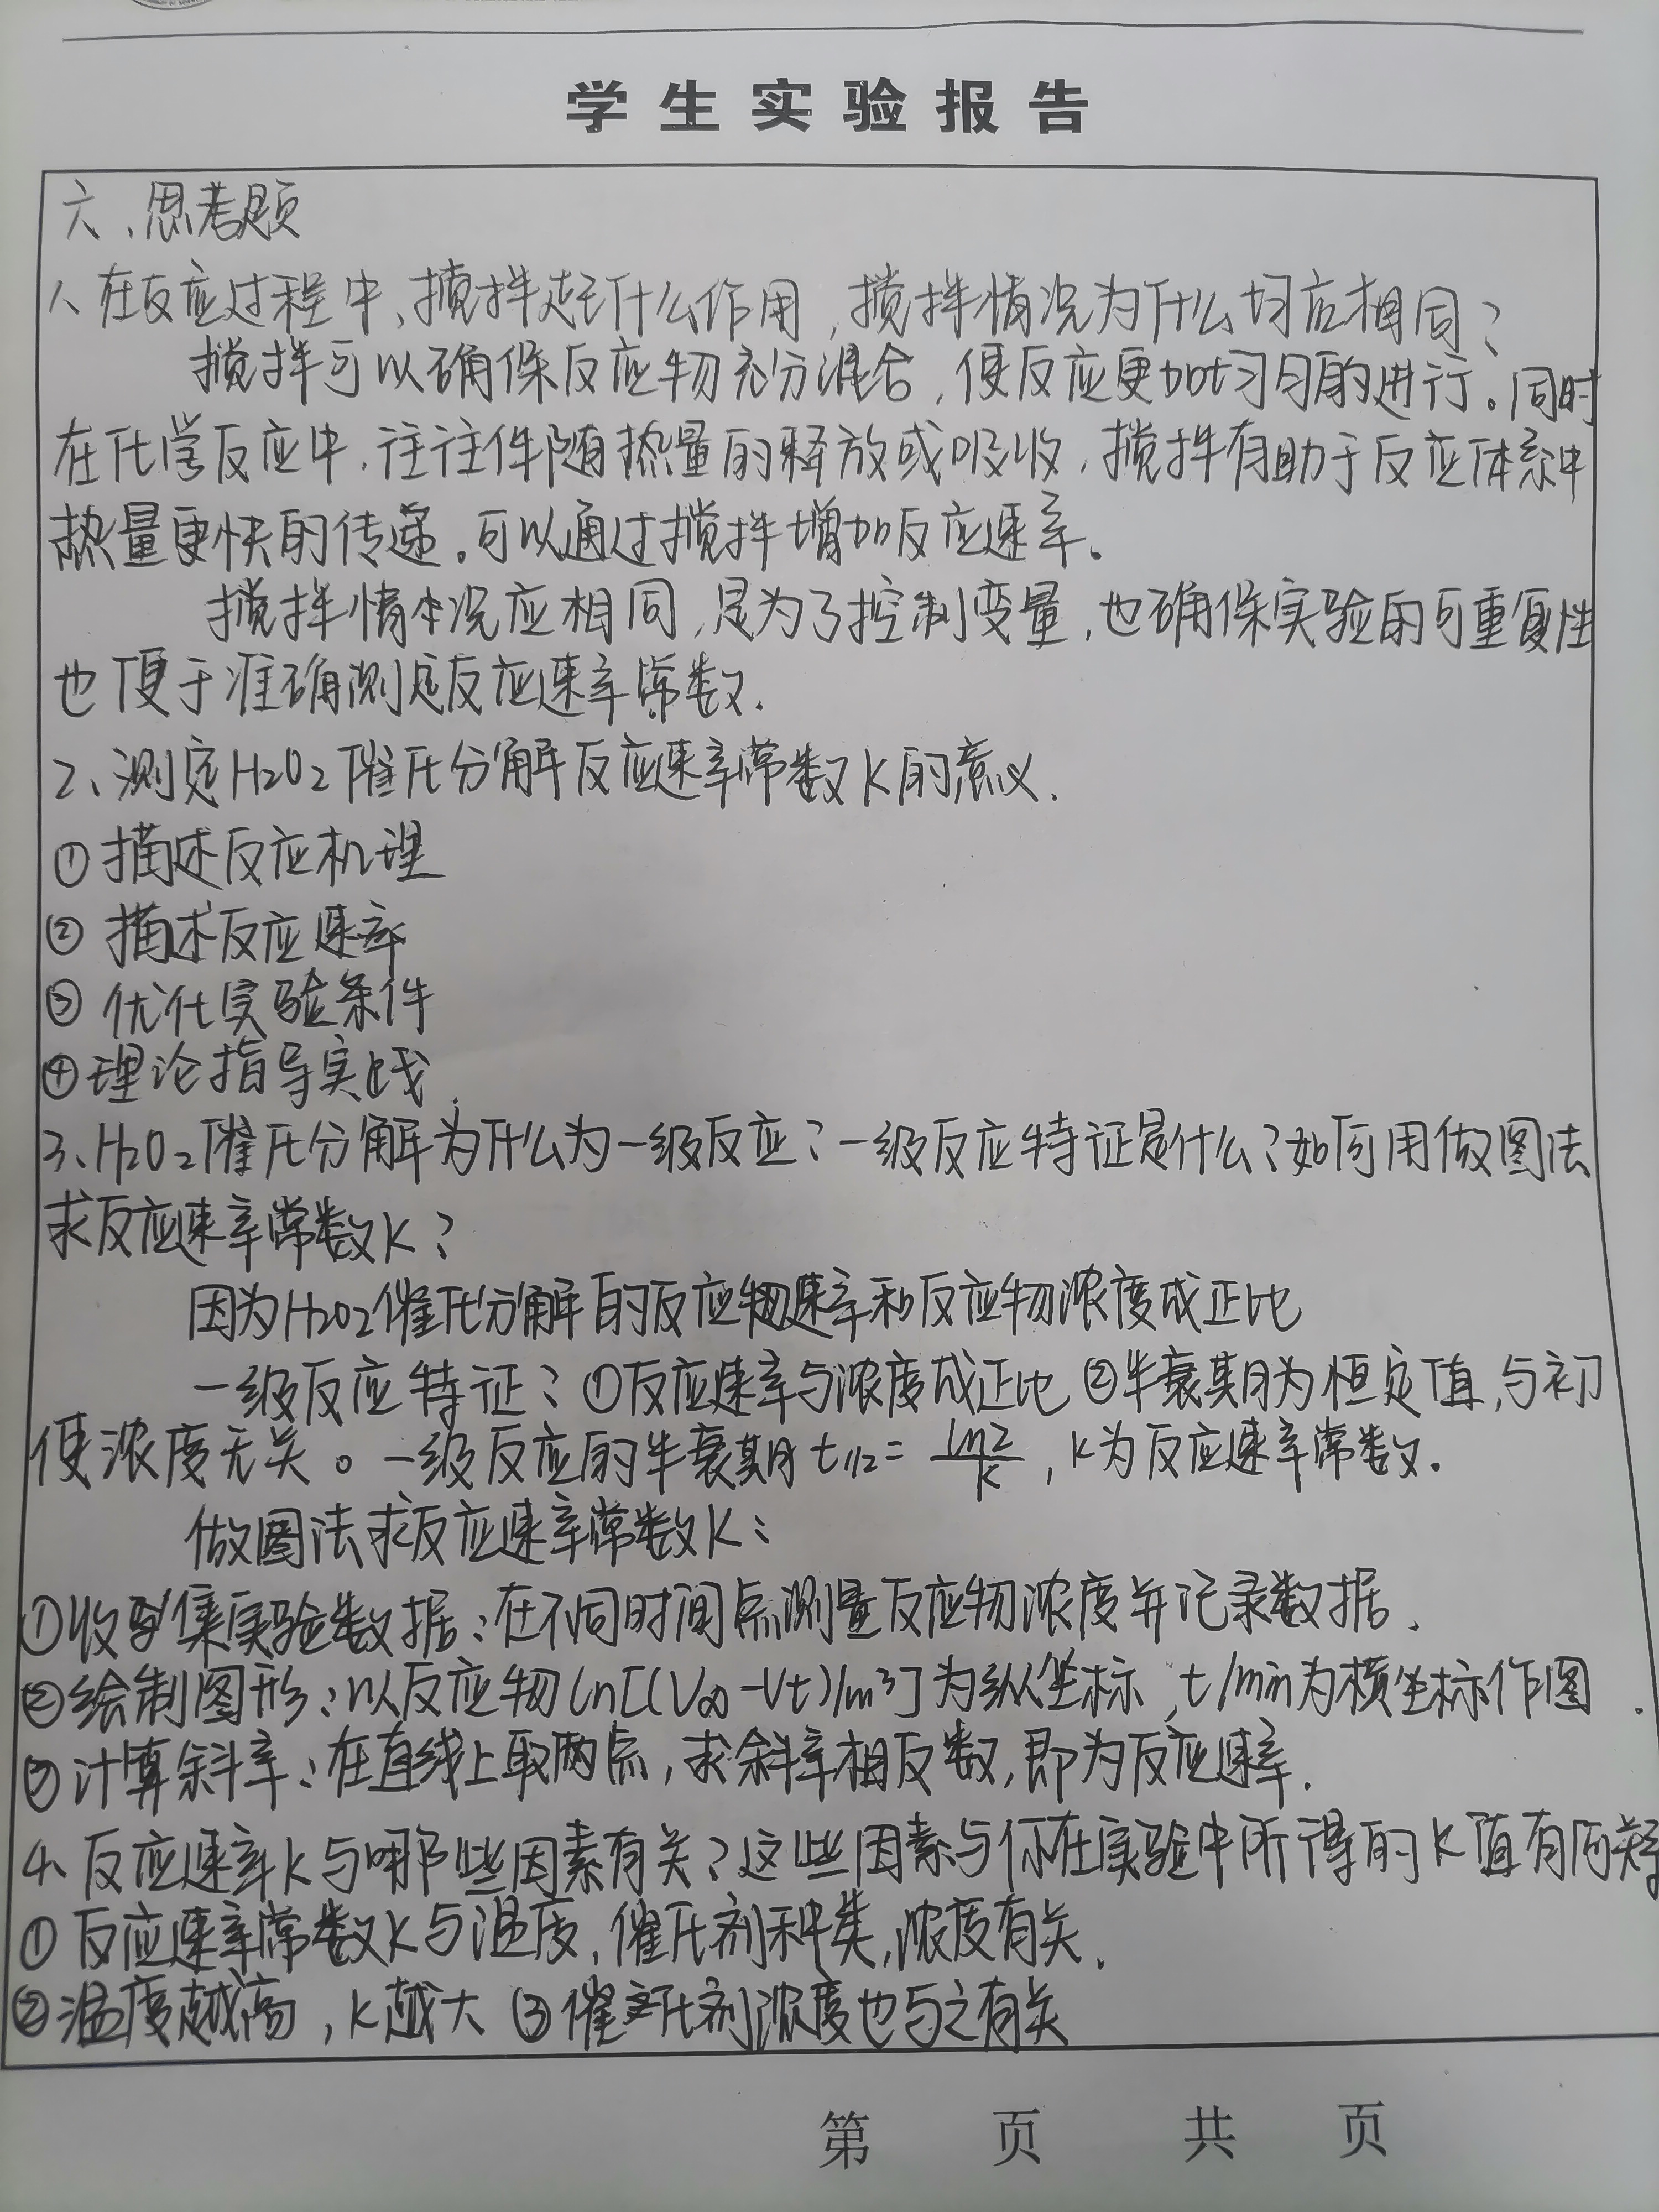 学生实验报告
六、思考题
1、在反应过程中,搅拌起什么作用,搅拌情况为什么均应相同?
搅拌可以确保反应物充分混合,使反应更加均匀的进行。同时
在化学反应中,往往伴随热量的释放或吸收,搅拌有助于反应体系中
热量更快的传递。可以通过搅拌增加反应速率。
搅拌情况应相同,是为了控制变量,也确保实验的可重复性
也便于准确测定反应速率常数.
2、测定H2O2催化分解反应速率常数K的意义.
①描述反应机理
②描述反应速率
③优化实验条件
④理论指导实践.
3、H2O2催化分解为什么为一级反应?一级反应特征是什么?如何用做图法
求反应速率常数K?
因为H2O2催化分解的反应物速率和反应物浓度成正比
一级反应特征:①反应速率与浓度成正比 ②半衰期为恒定值,与初
使浓度无关。一级反应的半衰期t1/2= ln2/k ,K为反应速率常数.
做图法求反应速率常数K:
①收集实验数据:在不同时间点测量反应物浓度并记录数据.
②绘制图形:以反应物ln[(V∞-Vt)/m³]为纵坐标,t/min为横坐标作图.
③计算斜率:在直线上取两点,求斜率相反数,即为反应速率.
4、反应速率K与哪些因素有关?这些因素与你在实验中所得的K值有何关
①反应速率常数K与温度,催化剂种类,浓度有关.
②温度越高,K越大 ③催化剂浓度也与之有关
第 页 共 页